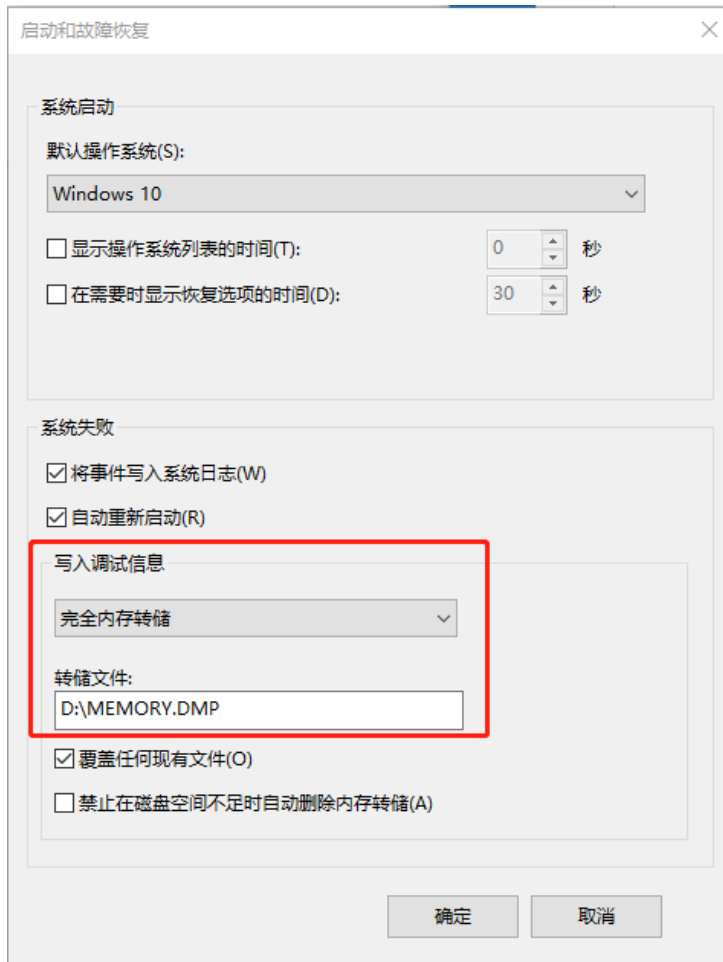 启动和故障恢复
系统启动
默认操作系统(S):
Windows 10
显示操作系统列表的时间(T): 0 秒
在需要时显示恢复选项的时间(D): 30 秒
系统失败
将事件写入系统日志(W)
自动重新启动(R)
写入调试信息
完全内存转储
转储文件:
D:\MEMORY.DMP
覆盖任何现有文件(O)
禁止在磁盘空间不足时自动删除内存转储(A)
确定 取消